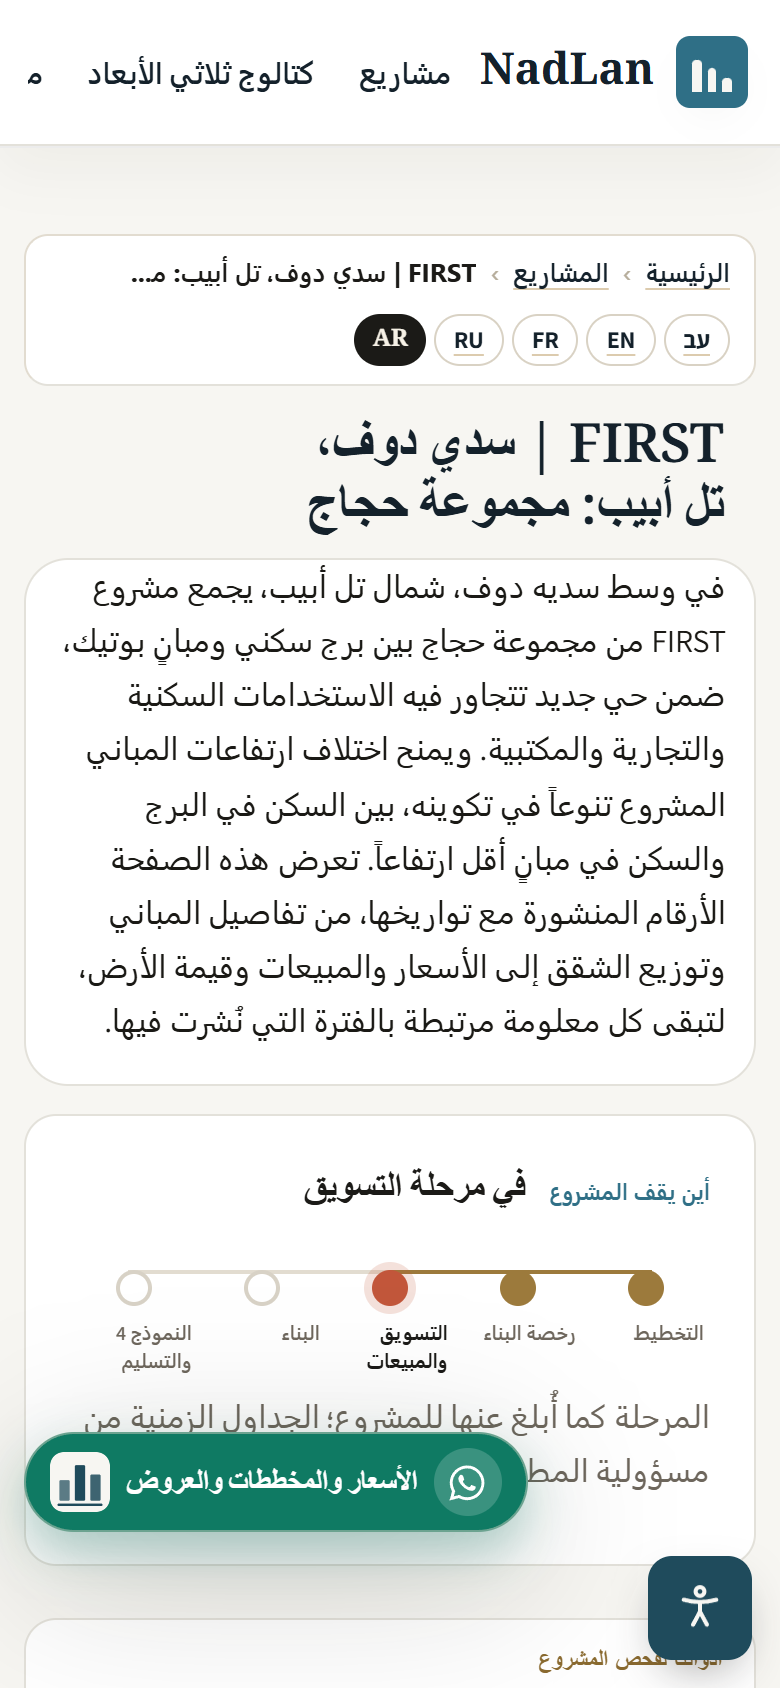 NadLan مشاريع كتالوج ثلاثي الأبعاد
الرئيسية › المشاريع › FIRST | سدي دوف، تل أبيب: م...
עב EN FR RU AR
FIRST | سدي دوف،
تل أبيب: مجموعة حجاج
في وسط سديه دوف، شمال تل أبيب، يجمع مشروع
FIRST من مجموعة حجاج بين برج سكني ومبانٍ بوتيك،
ضمن حي جديد تتجاور فيه الاستخدامات السكنية
والتجارية والمكتبية. ويمنح اختلاف ارتفاعات المباني
المشروع تنوعاً في تكوينه، بين السكن في البرج
والسكن في مبانٍ أقل ارتفاعاً. تعرض هذه الصفحة
الأرقام المنشورة مع تواريخها، من تفاصيل المباني
وتوزيع الشقق إلى الأسعار والمبيعات وقيمة الأرض،
لتبقى كل معلومة مرتبطة بالفترة التي نُشرت فيها.
أين يقف المشروع في مرحلة التسويق
التخطيط
رخصة البناء
التسويق
والمبيعات
البناء
النموذج 4
والتسليم
المرحلة كما أُبلغ عنها للمشروع؛ الجداول الزمنية من
مسؤولية
الأسعار والمخططات والعروض
لفحص المشروع